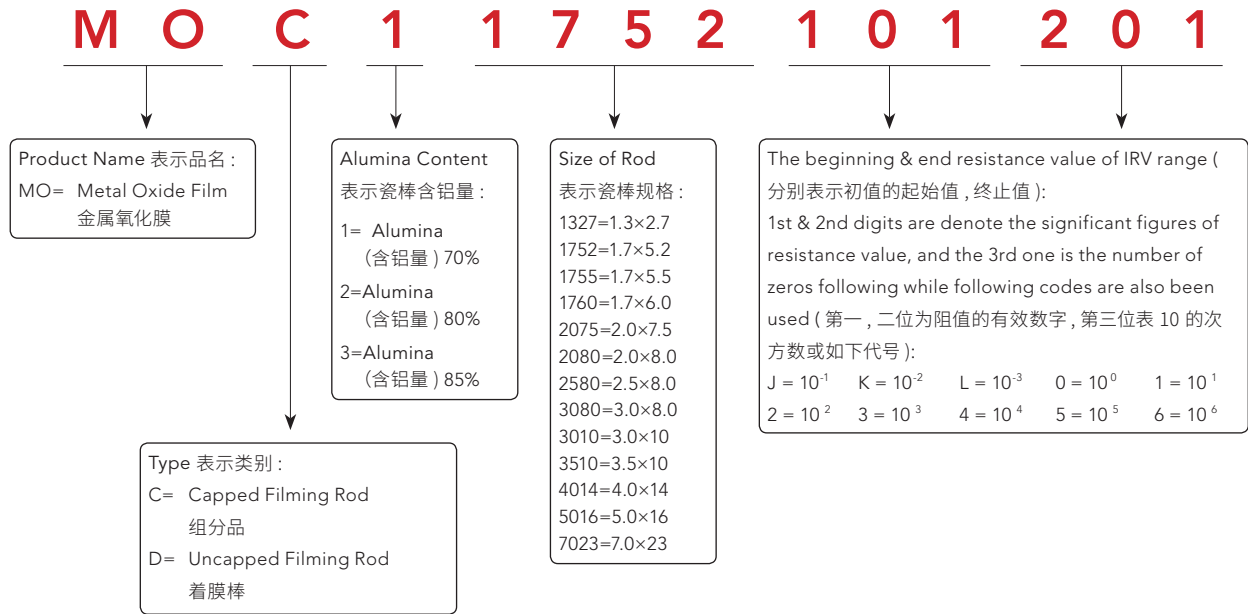 M O C 1 1 7 5 2 1 0 1 2 0 1
Product Name 表示品名 :
MO= Metal Oxide Film
金属氧化膜
Alumina Content
表示瓷棒含铝量 :
1= Alumina
(含铝量 ) 70%
2=Alumina
(含铝量 ) 80%
3=Alumina
(含铝量 ) 85%
Size of Rod
表示瓷棒规格 :
1327=1.3×2.7
1752=1.7×5.2
1755=1.7×5.5
1760=1.7×6.0
2075=2.0×7.5
2080=2.0×8.0
2580=2.5×8.0
3080=3.0×8.0
3010=3.0×10
3510=3.5×10
4014=4.0×14
5016=5.0×16
7023=7.0×23
The beginning & end resistance value of IRV range (
分别表示初值的起始值 , 终止值 ):
1st & 2nd digits are denote the significant figures of
resistance value, and the 3rd one is the number of
zeros following while following codes are also been
used ( 第一 , 二位为阻值的有效数字 , 第三位表 10 的次
方数或如下代号 ):
J = 10⁻¹ K = 10⁻² L = 10⁻³ 0 = 10⁰ 1 = 10¹
2 = 10² 3 = 10³ 4 = 10⁴ 5 = 10⁵ 6 = 10⁶
Type 表示类别 :
C= Capped Filming Rod
组分品
D= Uncapped Filming Rod
着膜棒